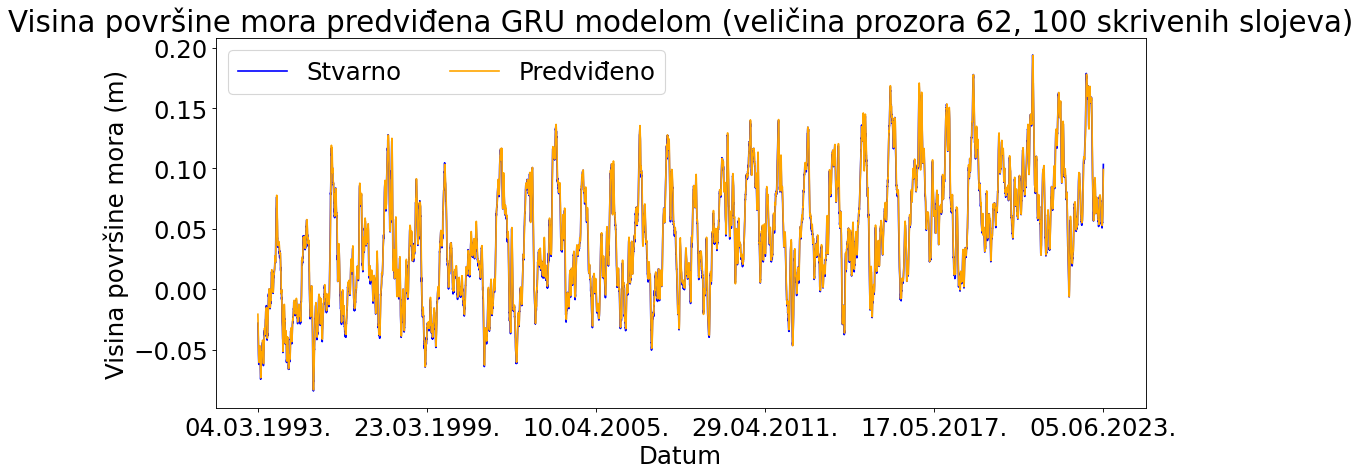 Visina površine mora predviđena GRU modelom (veličina prozora 62, 100 skrivenih slojeva)
Stvarno
Predviđeno
Visina površine mora (m)
0.20
0.15
0.10
0.05
0.00
−0.05
04.03.1993.
23.03.1999.
10.04.2005.
29.04.2011.
17.05.2017.
05.06.2023.
Datum